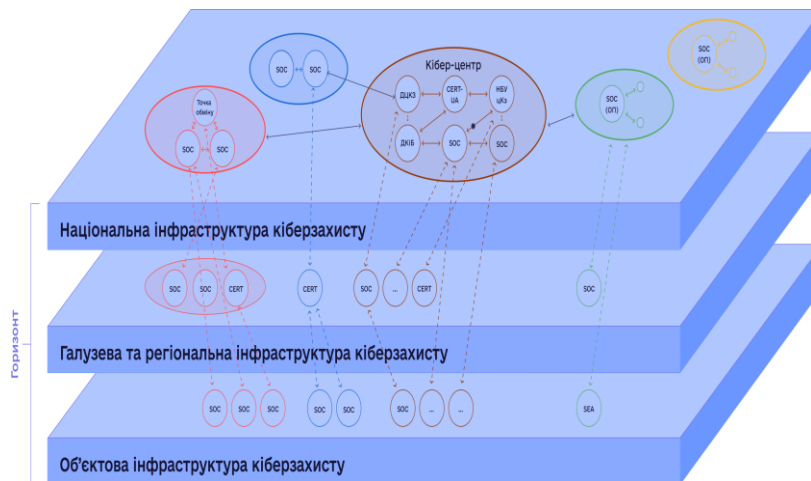 SOC
SOC
Кібер-центр
SOC
(ОП)
ДЦКЗ
CERT-
UA
НБУ
цКз
Точка
обміну
SOC
(ОП)
SOC
SOC
ДКІБ
SOC
SOC
Національна інфраструктура кіберзахисту
SOC
SOC
CERT
CERT
SOC
...
CERT
SOC
Горизонт
Галузева та регіональна інфраструктура кіберзахисту
SOC
SOC
SOC
SOC
SOC
SOC
...
...
SEA
Об'єктова інфраструктура кіберзахисту